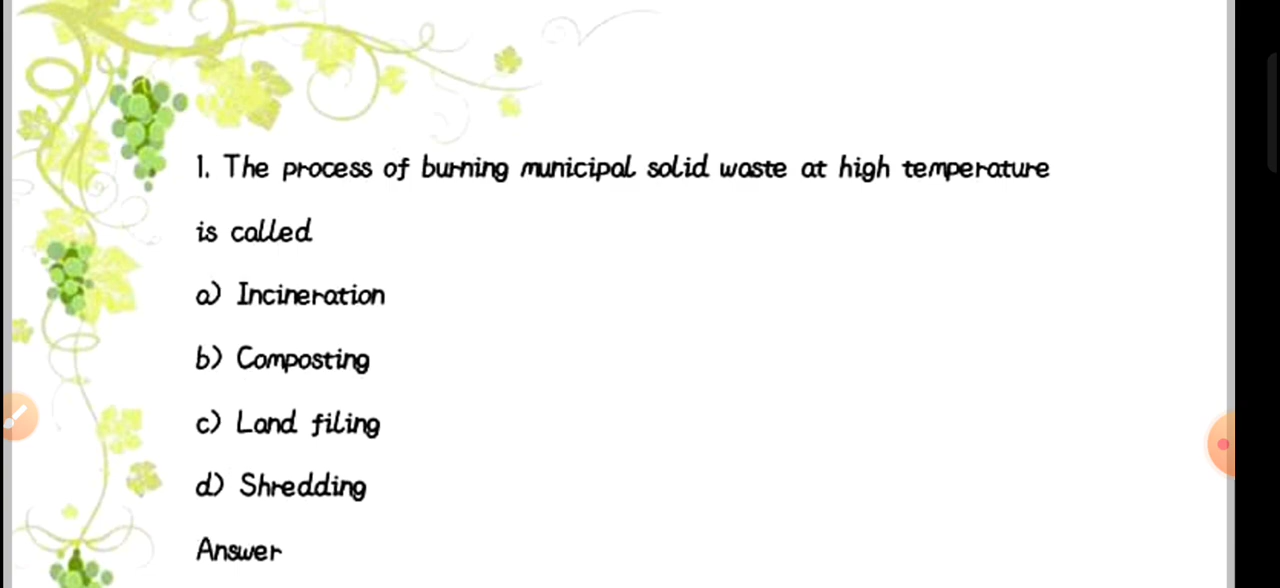 1. The process of burning municipal solid waste at high temperature
is called
a) Incineration
b) Composting
c) Land filing
d) Shredding
Answer